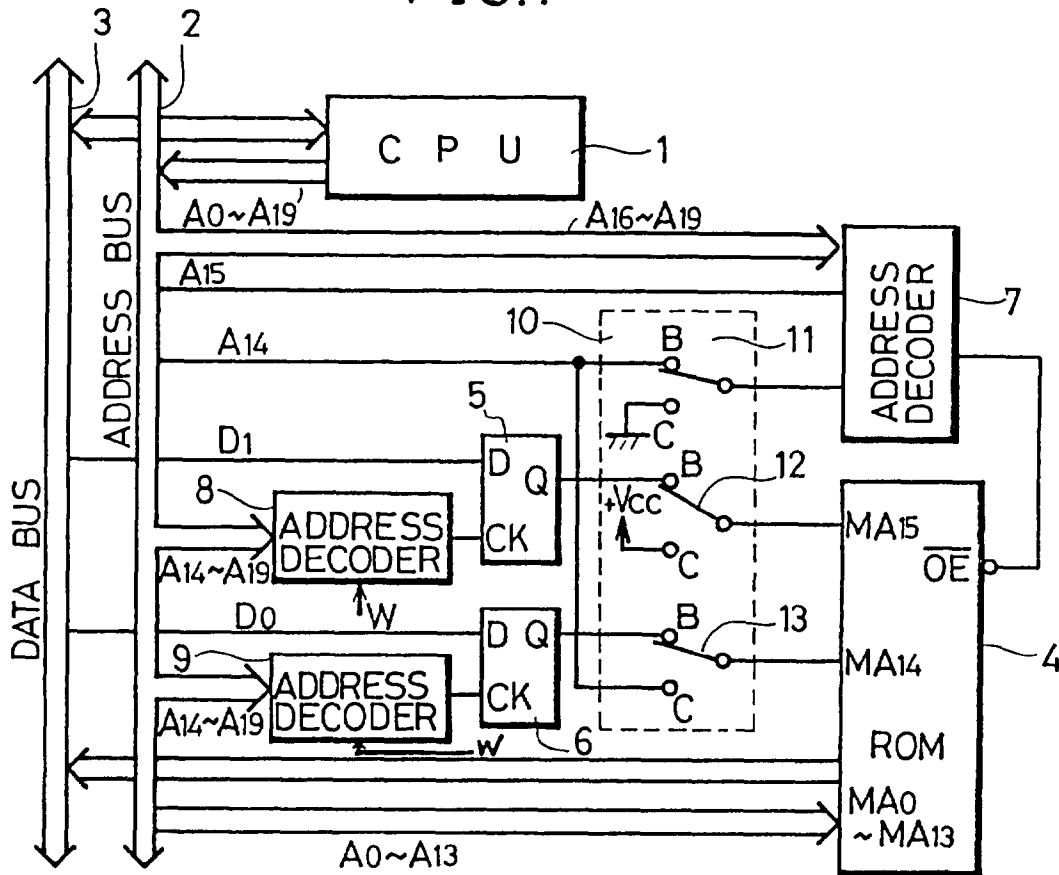 3
2
C P U
1
A0~A19
A16~A19
ADDRESS BUS
A15
ADDRESS DECODER
7
10
11
A14
B
5
C
D1
D
Q
B
12
8
+VCC
ADDRESS DECODER
CK
MA15
OE
A14~A19
W
C
DATA BUS
D0
D
Q
B
13
9
MA14
4
ADDRESS DECODER
CK
C
A14~A19
W
6
ROM
MA0
~MA13
A0~A13